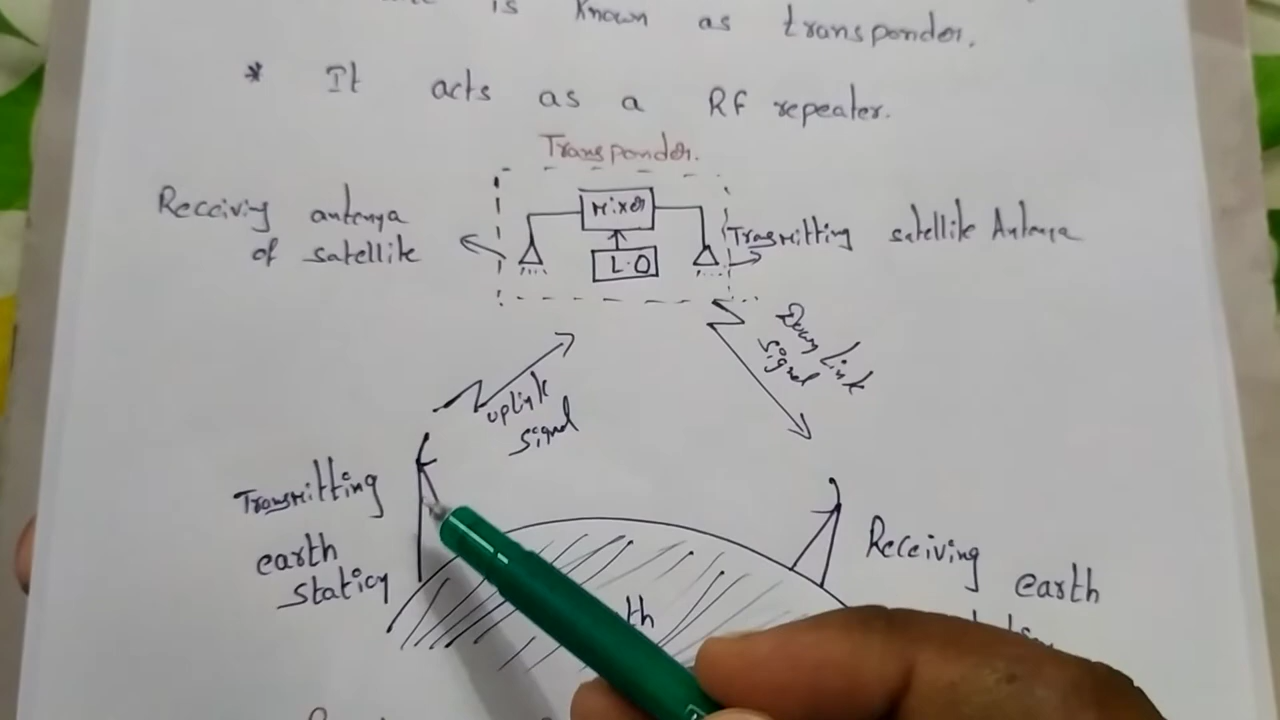 is known as transponder.
* It acts as a RF repeater.
Transponder.
Receiving antenna
of satellite
Mixer
L.O
Transmitting satellite Antenna
uplink
signal
Down link
signal
Transmitting
earth
station
Receiving earth
th